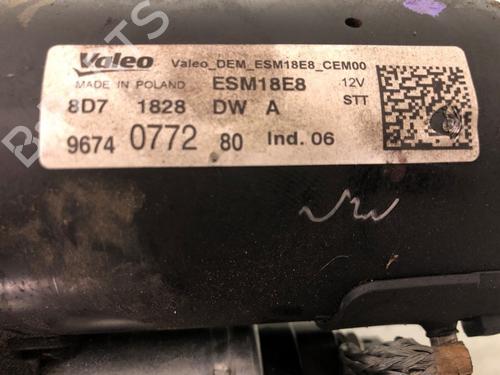 Valeo Valeo_DEM_ESM18E8_CEM00
MADE IN POLAND ESM18E8 12V
8D7 1828 DW A STT
9674 0772 80 Ind. 06